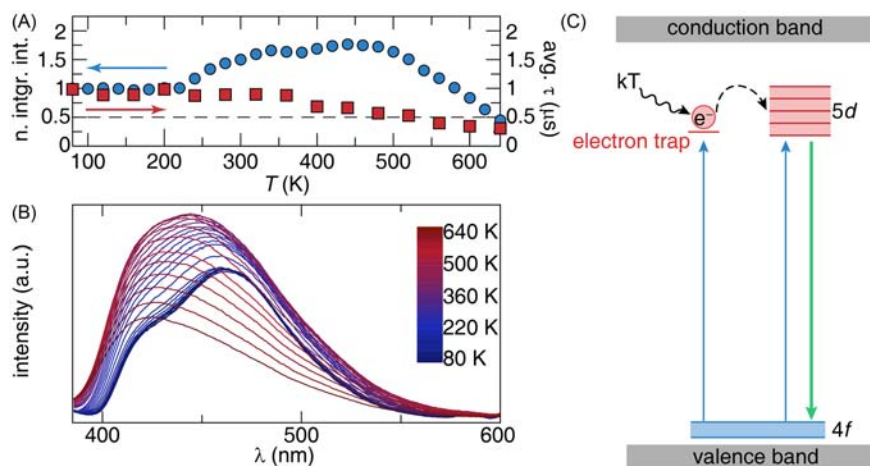 (A)
n. intgr. int.
2
1.5
1
0.5
0
avg. τ (μs)
2
1.5
1
0.5
0
100 200 300 400 500 600
T (K)
(B)
intensity (a.u.)
640 K
500 K
360 K
220 K
80 K
400 500 600
λ (nm)
(C)
conduction band
kT
e⁻
5d
electron trap
4f
valence band